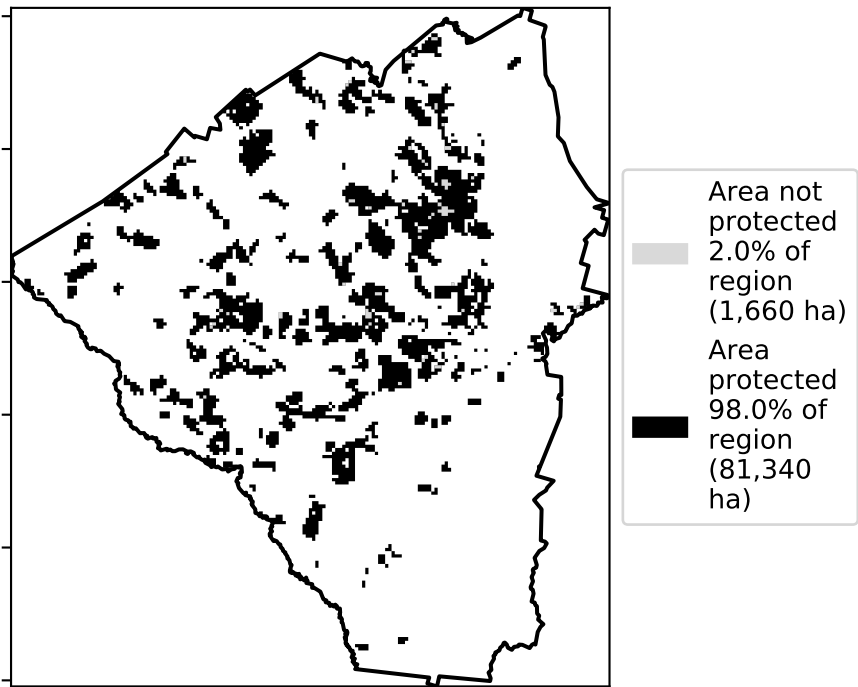 Area not
protected
2.0% of
region
(1,660 ha)
Area
protected
98.0% of
region
(81,340
ha)